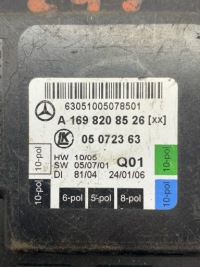 63051005078501
A 169 820 85 26 [xx]
05 0723 63
HW 10/05
SW 05/07/01 Q01
DI 81/04 24/01/06
10-pol
10-pol
6-pol 5-pol 8-pol
10-pol
10-pol